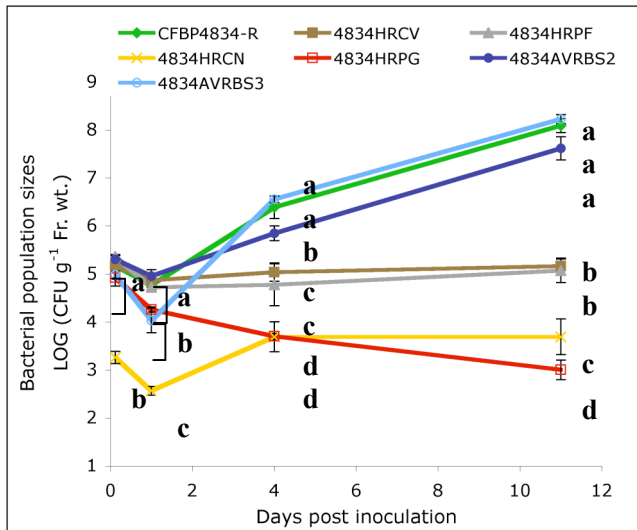 CFBP4834-R 4834HRCV 4834HRPF
4834HRCN 4834HRPG 4834AVRBS2
4834AVRBS3
Bacterial population sizes
LOG (CFU g-1 Fr. wt.)
9
8
7
6
5
4
3
2
1
a
b
a
b
c
a
a
b
c
c
d
d
a
a
a
b
b
c
d
0 2 4 6 8 10 12
Days post inoculation